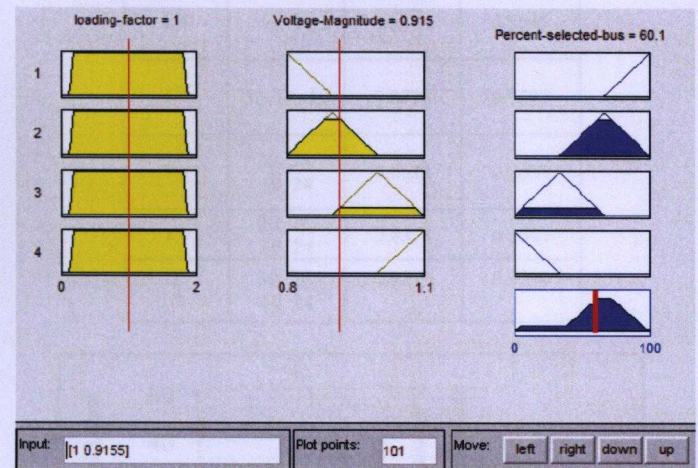 loading-factor = 1
Voltage-Magnitude = 0.915
Percent-selected-bus = 60.1
1
2
3
4
0 2
0.8 1.1
0 100
Input: [1 0.9155]
Plot points: 101
Move: left right down up